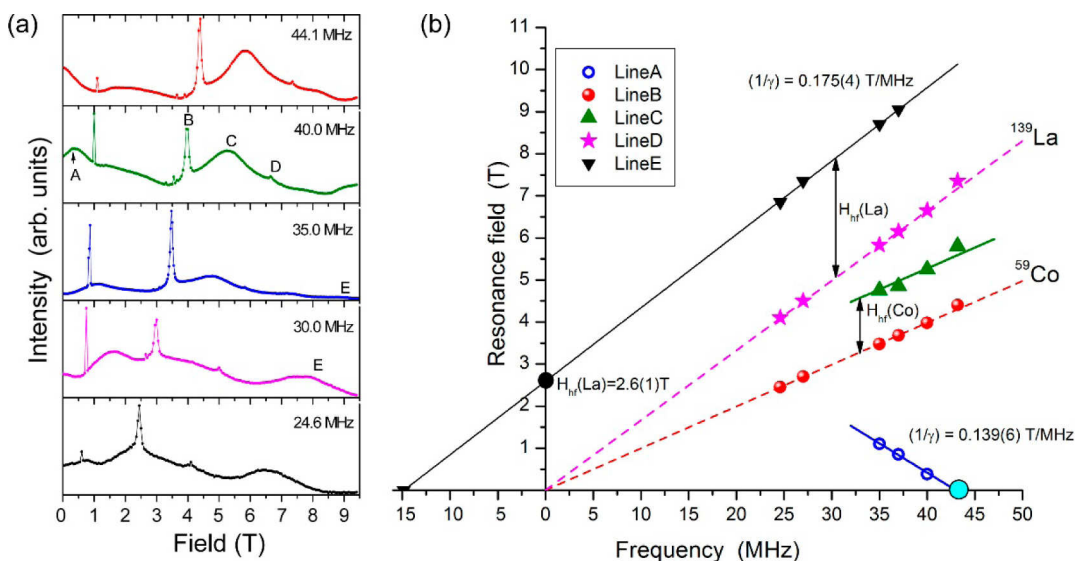 (a)
44.1 MHz
40.0 MHz
A
B
C
D
35.0 MHz
E
30.0 MHz
E
24.6 MHz
Intensity (arb. units)
0 1 2 3 4 5 6 7 8 9
Field (T)
(b)
11
10
9
8
7
6
5
4
3
2
1
Resonance field (T)
LineA
LineB
LineC
LineD
LineE
(1/γ) = 0.175(4) T/MHz
¹³⁹La
Hhf(La)
⁵⁹Co
Hhf(Co)
Hhf(La)=2.6(1)T
(1/γ) = 0.139(6) T/MHz
15 0 5 10 15 20 25 30 35 40 45 50
Frequency (MHz)